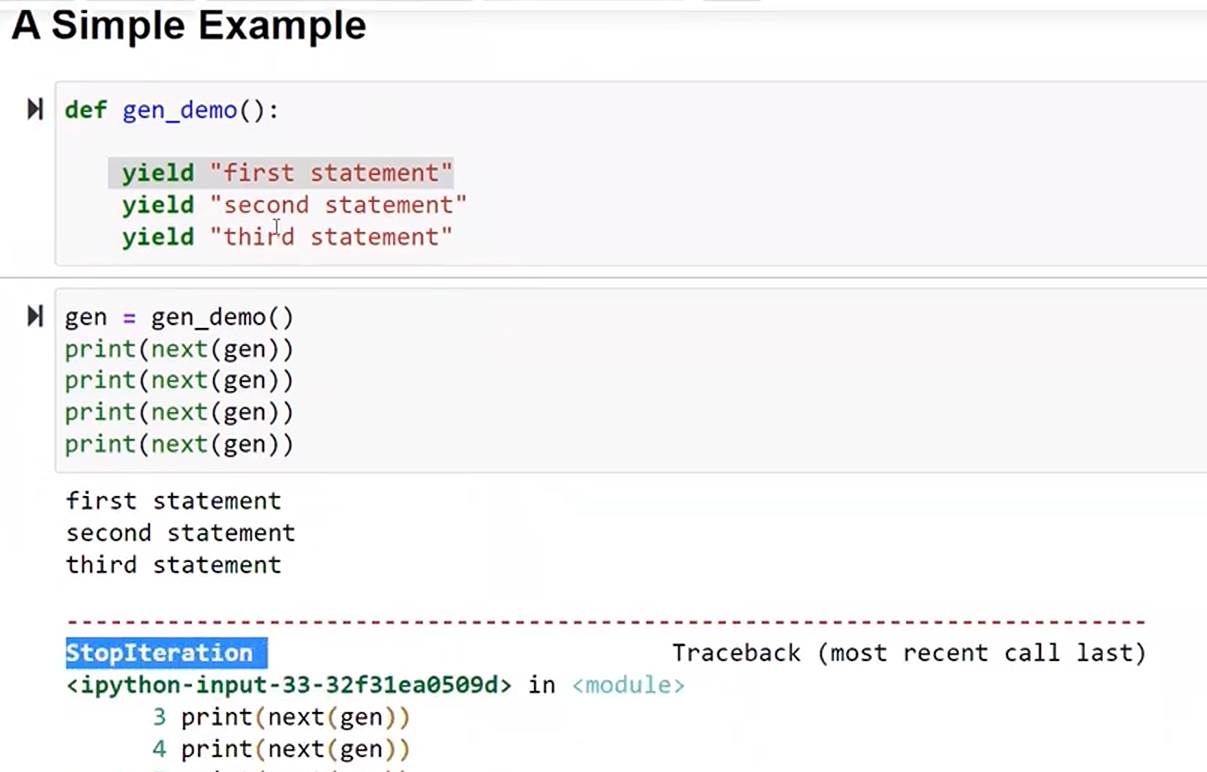 A Simple Example
def gen_demo():
    yield "first statement"
    yield "second statement"
    yield "third statement"
gen = gen_demo()
print(next(gen))
print(next(gen))
print(next(gen))
print(next(gen))
first statement
second statement
third statement
---------------------------------------------------------------------------
StopIteration                             Traceback (most recent call last)
<ipython-input-33-32f31ea0509d> in <module>
      3 print(next(gen))
      4 print(next(gen))